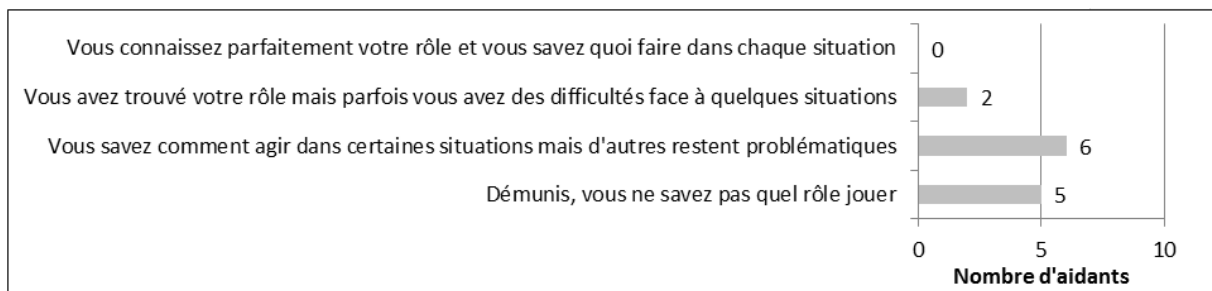 Vous connaissez parfaitement votre rôle et vous savez quoi faire dans chaque situation 0
Vous avez trouvé votre rôle mais parfois vous avez des difficultés face à quelques situations 2
Vous savez comment agir dans certaines situations mais d'autres restent problématiques 6
Démunis, vous ne savez pas quel rôle jouer 5
0 5 10
Nombre d'aidants